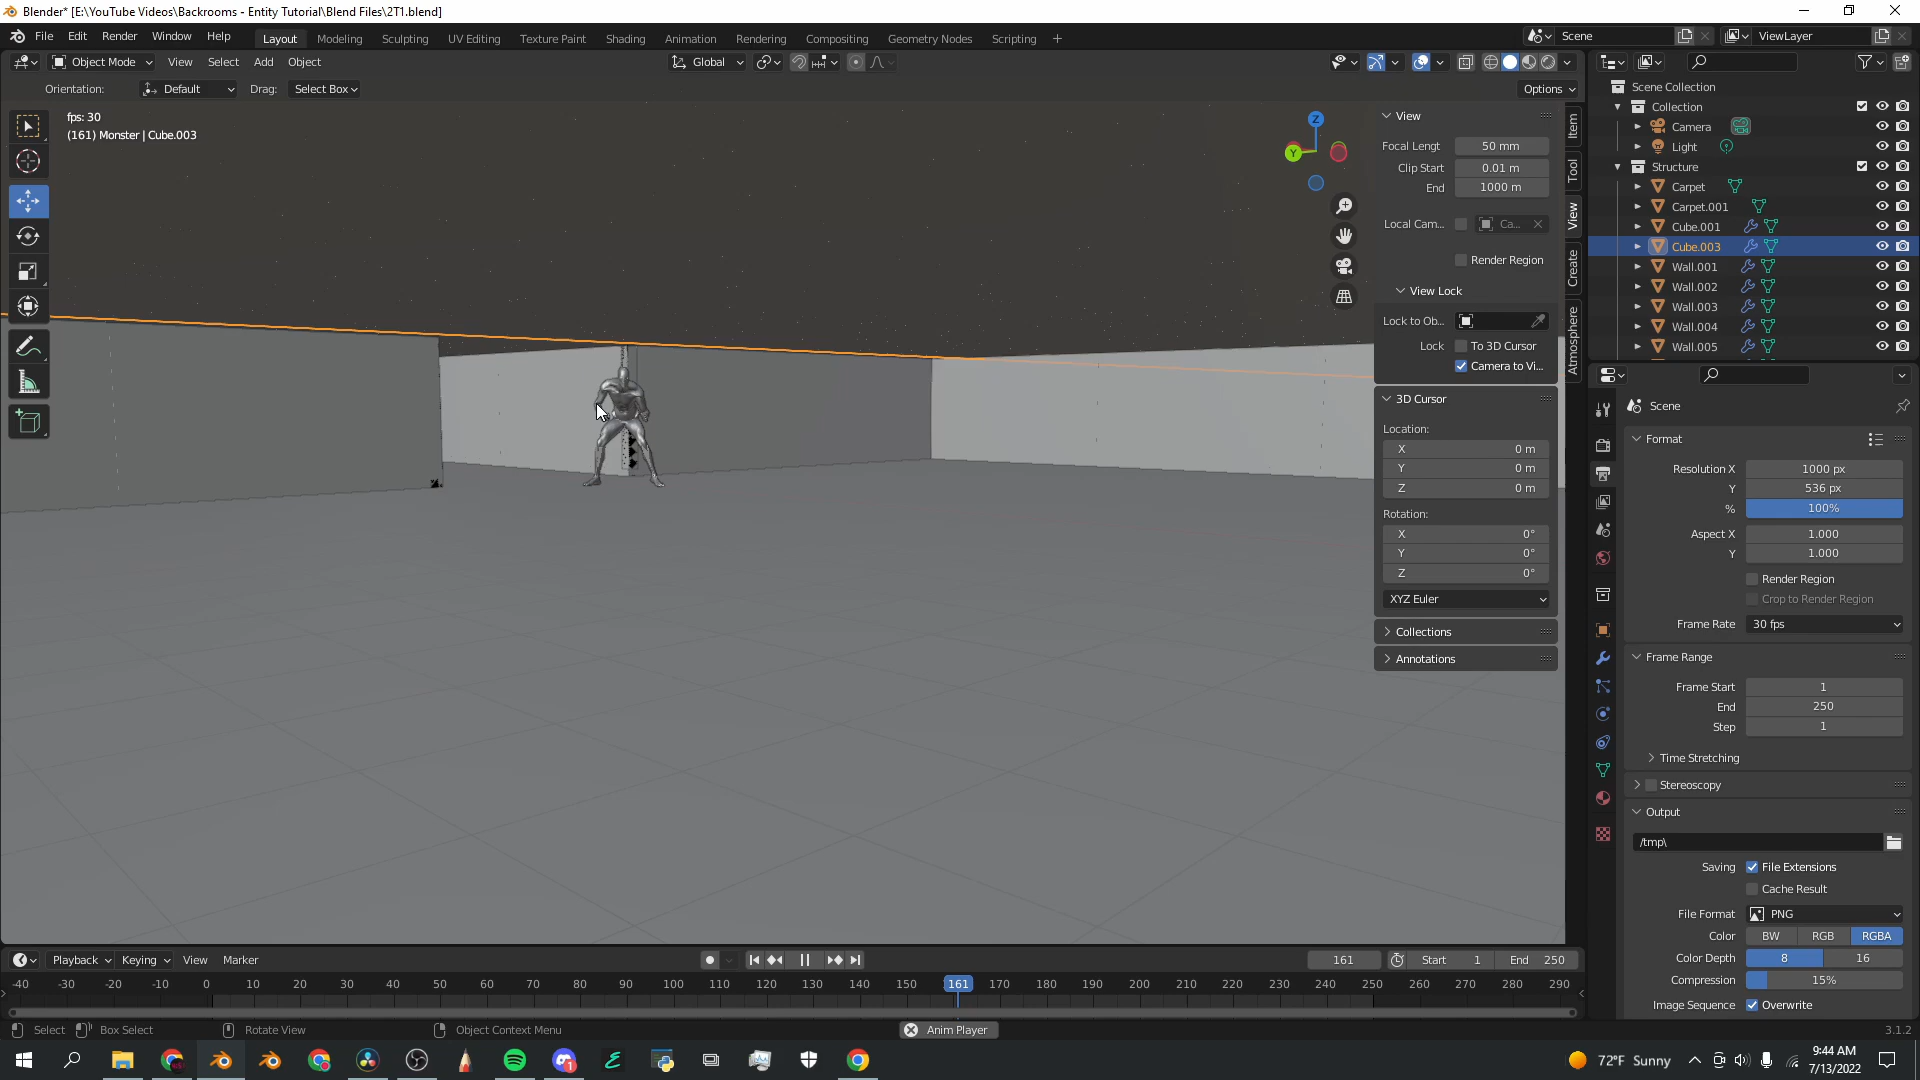 Blender* [E:\YouTube Videos\Backrooms - Entity Tutorial\Blend Files\2T1.blend]
File Edit Render Window Help Layout Modeling Sculpting UV Editing Texture Paint Shading Animation Rendering Compositing Geometry Nodes Scripting + Scene ViewLayer
Object Mode View Select Add Object Global
Orientation: Default Drag: Select Box Options
fps: 30
(161) Monster | Cube.003
Z
Y
View
Focal Lengt 50 mm
Clip Start 0.01 m
End 1000 m
Local Cam... Ca...
Render Region
View Lock
Lock to Ob...
Lock To 3D Cursor
Camera to Vi...
3D Cursor
Location:
X 0 m
Y 0 m
Z 0 m
Rotation:
X 0°
Y 0°
Z 0°
XYZ Euler
Collections
Annotations
Item
Tool
View
Create
Atmosphere
Scene Collection
Collection
Camera
Light
Structure
Carpet
Carpet.001
Cube.001
Cube.003
Wall.001
Wall.002
Wall.003
Wall.004
Wall.005
Scene
Format
Resolution X 1000 px
Y 536 px
% 100%
Aspect X 1.000
Y 1.000
Render Region
Crop to Render Region
Frame Rate 30 fps
Frame Range
Frame Start 1
End 250
Step 1
Time Stretching
Stereoscopy
Output
/tmp\
Saving File Extensions
Cache Result
File Format PNG
Color BW RGB RGBA
Color Depth 8 16
Compression 15%
Image Sequence Overwrite
Playback Keying View Marker 161 Start 1 End 250
-40 -30 -20 -10 0 10 20 30 40 50 60 70 80 90 100 110 120 130 140 150 161 170 180 190 200 210 220 230 240 250 260 270 280 290
Select Box Select Rotate View Object Context Menu Anim Player 3.1.2
72°F Sunny 9:44 AM
7/13/2022